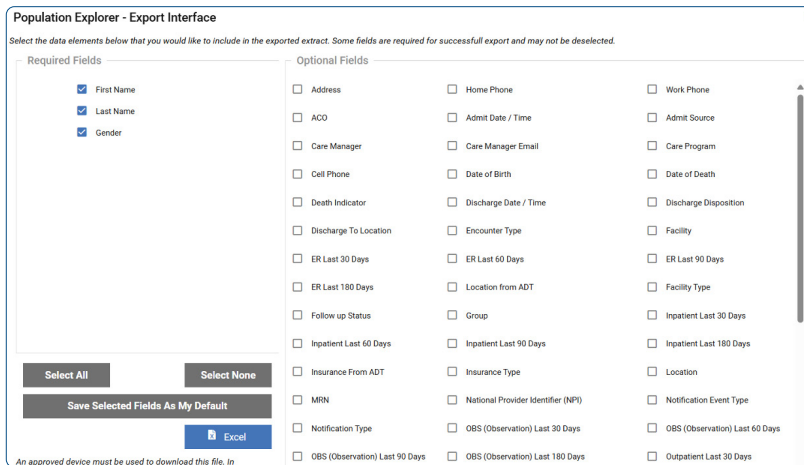 Population Explorer - Export Interface
Select the data elements below that you would like to include in the exported extract. Some fields are required for successfull export and may not be deselected.
Required Fields
First Name
Last Name
Gender
Select All
Select None
Save Selected Fields As My Default
Excel
An approved device must be used to download this file. In
Optional Fields
Address Home Phone Work Phone
ACO Admit Date / Time Admit Source
Care Manager Care Manager Email Care Program
Cell Phone Date of Birth Date of Death
Death Indicator Discharge Date / Time Discharge Disposition
Discharge To Location Encounter Type Facility
ER Last 30 Days ER Last 60 Days ER Last 90 Days
ER Last 180 Days Location from ADT Facility Type
Follow up Status Group Inpatient Last 30 Days
Inpatient Last 60 Days Inpatient Last 90 Days Inpatient Last 180 Days
Insurance From ADT Insurance Type Location
MRN National Provider Identifier (NPI) Notification Event Type
Notification Type OBS (Observation) Last 30 Days OBS (Observation) Last 60 Days
OBS (Observation) Last 90 Days OBS (Observation) Last 180 Days Outpatient Last 30 Days